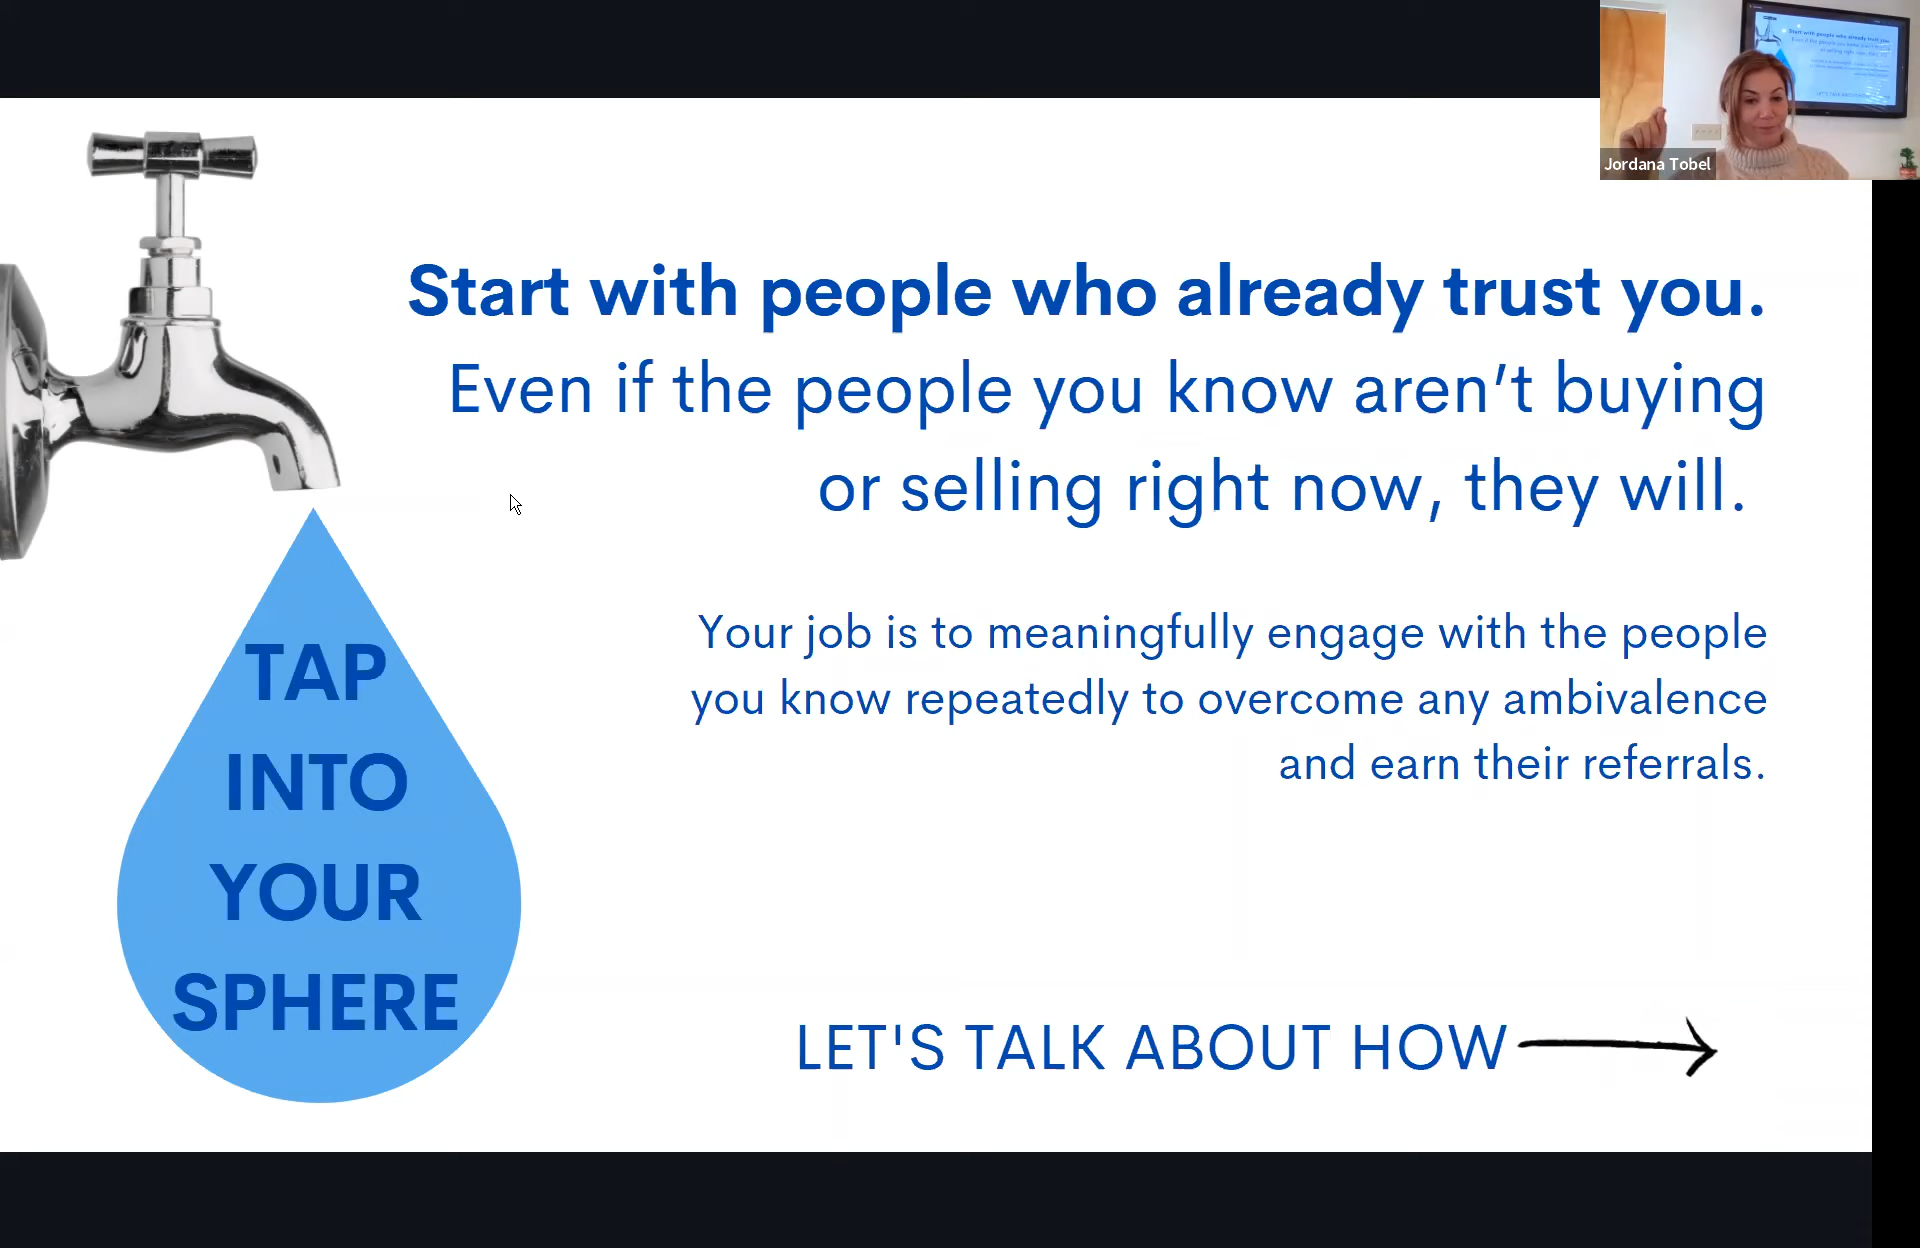 Jordana Tobel
Start with people who already trust you.
Even if the people you know aren’t buying
or selling right now, they will.
Your job is to meaningfully engage with the people
you know repeatedly to overcome any ambivalence
and earn their referrals.
TAP
INTO
YOUR
SPHERE
LET'S TALK ABOUT HOW